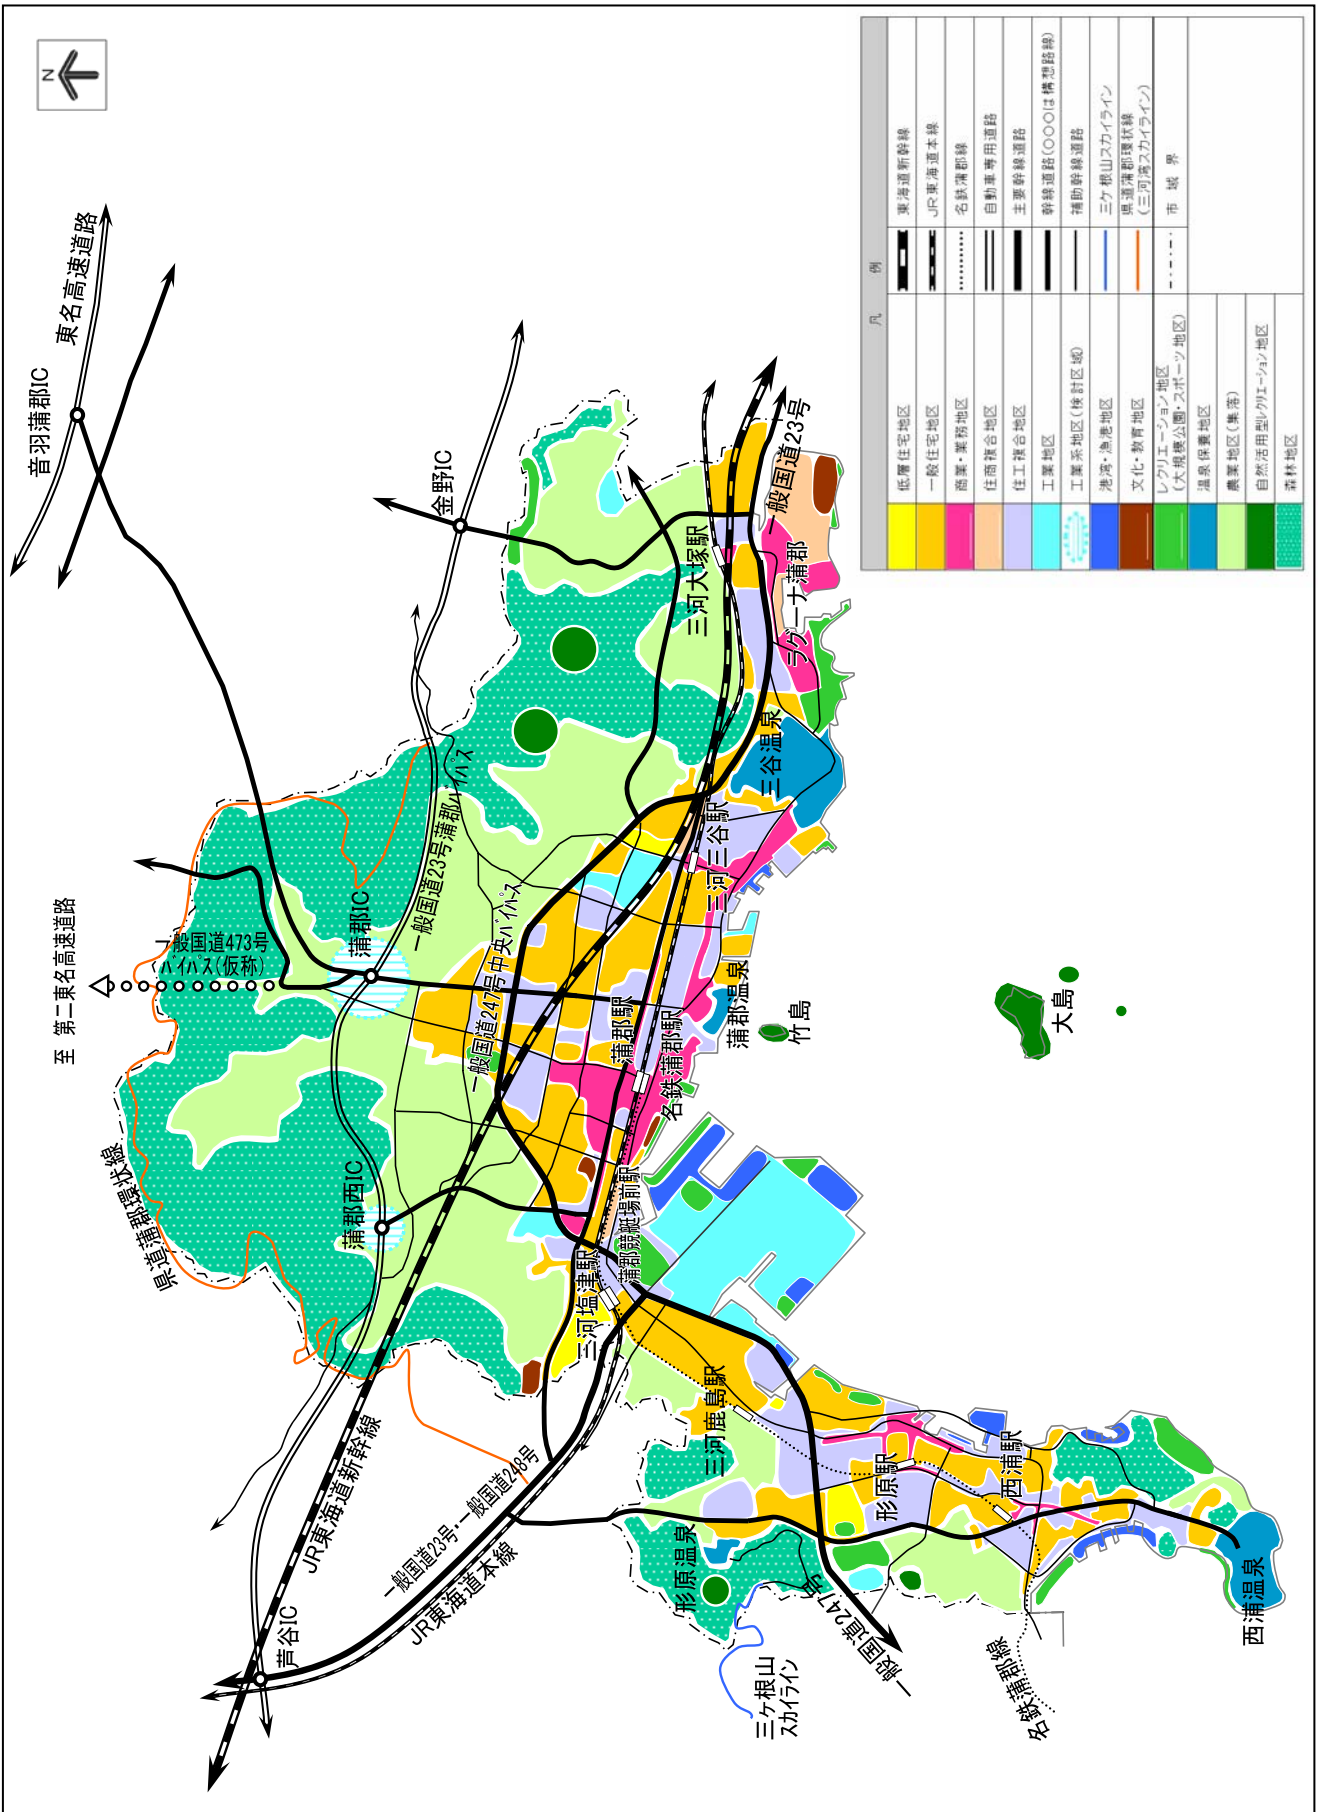 N
音羽蒲郡IC
東名高速道路
金野IC
至 第二東名高速道路
一般国道473号
バイパス(仮称)
蒲郡IC
一般国道23号蒲郡バイパス
一般国道247号中央バイパス
県道蒲郡環状線
蒲郡西IC
三河大塚駅
一般国道23号
ラグーナ蒲郡
三谷温泉
三河三谷駅
蒲郡駅
名鉄蒲郡駅
蒲郡温泉
竹島
大島
蒲郡競艇場前駅
三河塩津駅
三河鹿島駅
形原駅
西浦駅
形原温泉
西浦温泉
JR東海道新幹線
一般国道23号・一般国道248号
JR東海道本線
芦谷IC
一般国道247号
三ヶ根山
スカイライン
名鉄蒲郡線
凡 例
低層住宅地区
一般住宅地区
商業・業務地区
住商複合地区
住工複合地区
工業地区
工業系地区(検討区域)
港湾・漁港地区
文化・教育地区
レクリエーション地区
(大規模公園・スポーツ地区)
温泉保養地区
農業地区(集落)
自然活用型レクリエーション地区
森林地区
東海道新幹線
JR東海道本線
名鉄蒲郡線
自動車専用道路
主要幹線道路
幹線道路(○○○は構想路線)
補助幹線道路
三ケ根山スカイライン
県道蒲郡環状線
(三河湾スカイライン)
市域界